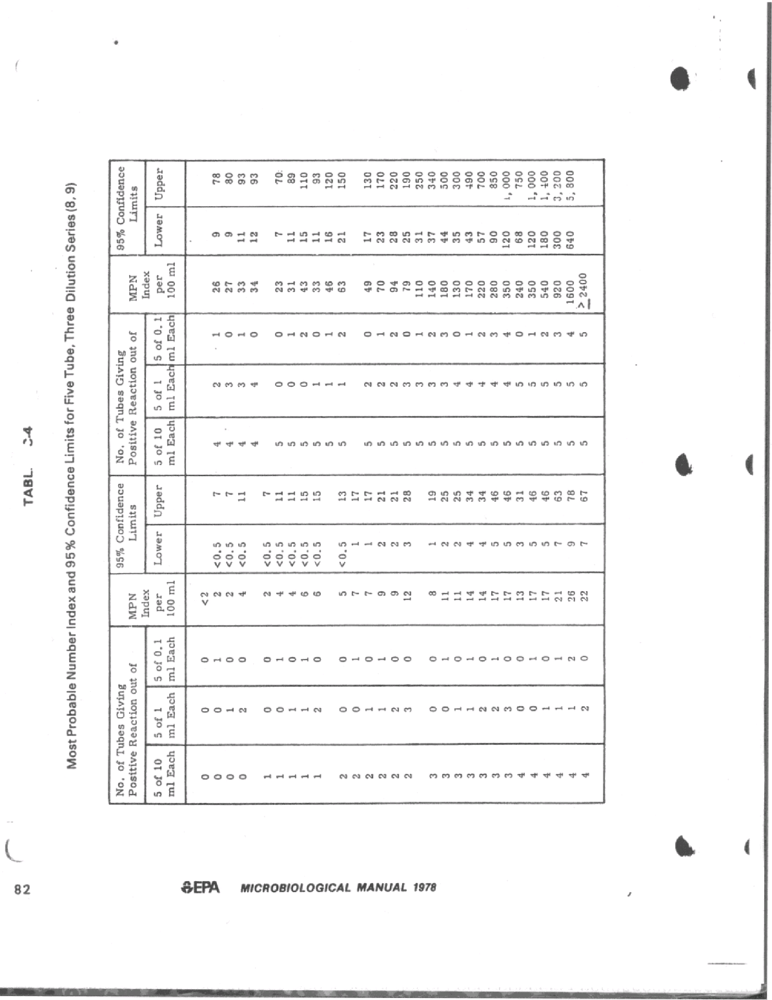 TABL. -4
Most Probable Number Index and 95% Confidence Limits for Five Tube, Three Dilution Series (8, 9)
No. of Tubes Giving MPN 95% Confidence No. of Tubes Giving MPN 95% Confidence
Positive Reaction out of Index Limits Positive Reaction out of Index Limits
5 of 10 5 of 1 5 of 0.1 per Lower Upper 5 of 10 5 of 1 5 of 0.1 per Lower Upper
ml Each ml Each ml Each 100 ml ml Each ml Each ml Each 100 ml
0 0 0 <2
0 0 1 2 <0.5 7 4 2 1 26 9 78
0 1 0 2 <0.5 7 4 3 0 27 9 80
0 2 0 4 <0.5 11 4 3 1 33 11 93
4 4 0 34 12 93
1 0 0 2 <0.5 7
1 0 1 4 <0.5 11 5 0 0 23 7 70
1 1 0 4 <0.5 11 5 0 1 31 11 89
1 1 1 6 <0.5 15 5 0 2 43 15 110
1 2 0 6 <0.5 15 5 1 0 33 11 93
5 1 1 46 16 120
2 0 0 5 <0.5 13 5 1 2 63 21 150
2 0 1 7 1 17
2 1 0 7 1 17 5 2 0 49 17 130
2 1 1 9 2 21 5 2 1 70 23 170
2 2 0 9 2 21 5 2 2 94 28 220
2 3 0 12 3 28 5 3 0 79 25 190
5 3 1 110 31 250
3 0 0 8 1 19 5 3 2 140 37 340
3 0 1 11 2 25 5 3 3 180 44 500
3 1 0 11 2 25 5 4 0 130 35 300
3 1 1 14 4 34 5 4 1 170 43 490
3 2 0 14 4 34 5 4 2 220 57 700
3 2 1 17 5 46 5 4 3 280 90 850
3 3 0 17 5 46 5 4 4 350 120 1,000
4 0 0 13 3 31 5 5 0 240 68 750
4 0 1 17 5 46 5 5 1 350 120 1,000
4 1 0 17 5 46 5 5 2 540 180 1,400
4 1 1 21 7 63 5 5 3 920 300 3,200
4 1 2 26 9 78 5 5 4 1600 640 5,800
4 2 0 22 7 67 5 5 5 ≥2400
82 EPA MICROBIOLOGICAL MANUAL 1978